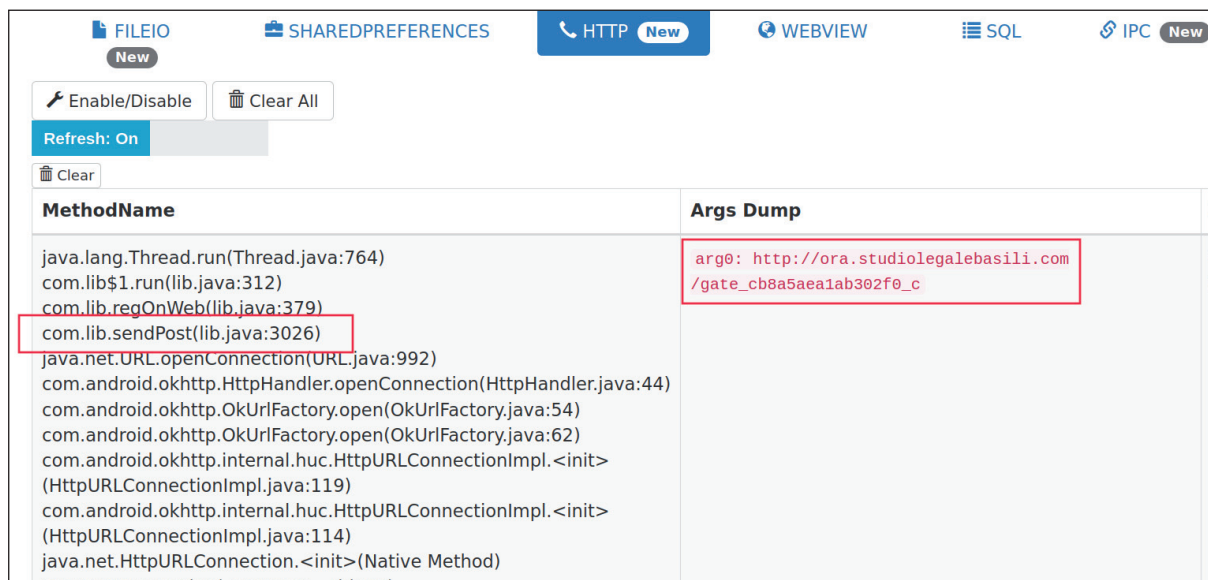 FILEIO New
SHAREDPREFERENCES
HTTP New
WEBVIEW
SQL
IPC New
Enable/Disable
Clear All
Refresh: On
Clear
MethodName
Args Dump
java.lang.Thread.run(Thread.java:764)
com.lib$1.run(lib.java:312)
com.lib.regOnWeb(lib.java:379)
com.lib.sendPost(lib.java:3026)
java.net.URL.openConnection(URL.java:992)
com.android.okhttp.HttpHandler.openConnection(HttpHandler.java:44)
com.android.okhttp.OkUrlFactory.open(OkUrlFactory.java:54)
com.android.okhttp.OkUrlFactory.open(OkUrlFactory.java:62)
com.android.okhttp.internal.huc.HttpURLConnectionImpl.<init>
(HttpURLConnectionImpl.java:119)
com.android.okhttp.internal.huc.HttpURLConnectionImpl.<init>
(HttpURLConnectionImpl.java:114)
java.net.HttpURLConnection.<init>(Native Method)
arg0: http://ora.studiolegalebasili.com
/gate_cb8a5aea1ab302f0_c